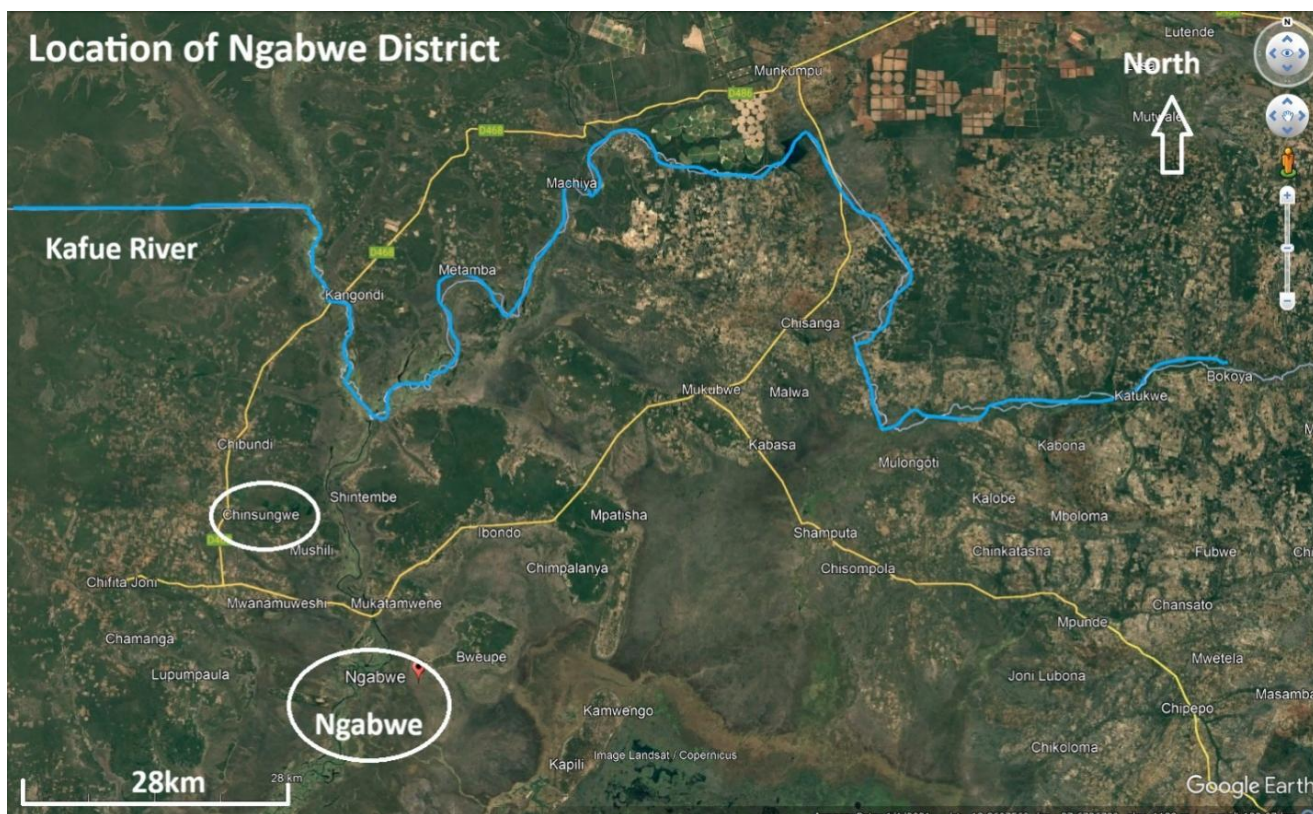 Location of Ngabwe District
Lutende
North
Munkumpu
D486
D468
Mutwale
Machiya
Kafue River
D468
Metamba
Kangondi
Chisanga
Bokoya
Mukubwe
Malwa
Katukwe
Chibundi
Kabasa
Kabona
Mulongoti
Shintembe
Kalobe
Chinsungwe
Mpatisha
Mboloma
Ibondo
Shamputa
Mushili
Chinkatasha
Fubwe
Chimpalanya
Chisompola
Chifita Joni
Mwanamuweshi
Mukatamwene
Chansato
Mpunde
Chamanga
Bweupe
Mwetela
Lupumpaula
Ngabwe
Joni Lubona
Masamba
Ngabwe
Kamwengo
Chipepo
Chikoloma
Image Landsat / Copernicus
Kapili
28km
28 km
Google Earth
N